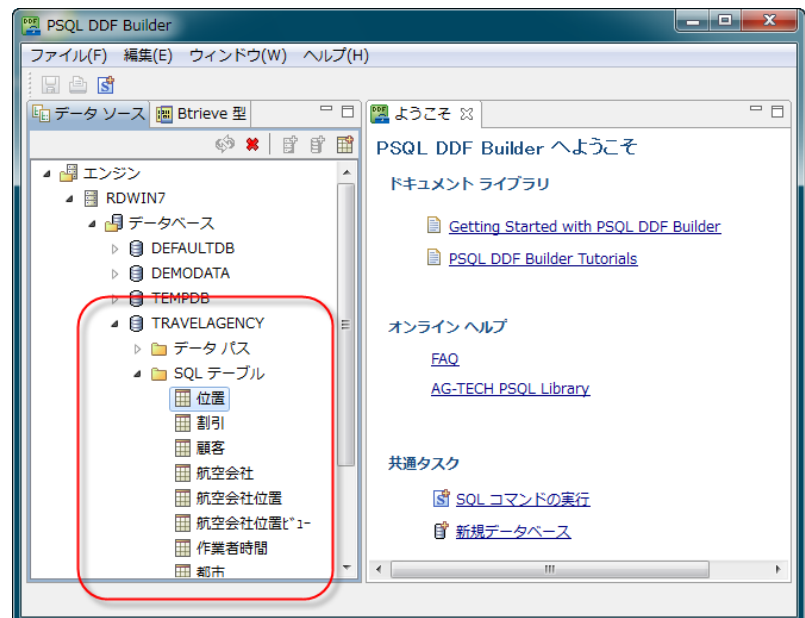 PSQL DDF Builder
ファイル(F) 編集(E) ウィンドウ(W) ヘルプ(H)
データ ソース Btrieve 型
エンジン
RDWIN7
データベース
DEFAULTDB
DEMODATA
TEMPDB
TRAVELAGENCY
データ パス
SQL テーブル
位置
割引
顧客
航空会社
航空会社位置
航空会社位置ﾋﾞｭｰ
作業者時間
都市
ようこそ
PSQL DDF Builder へようこそ
ドキュメント ライブラリ
Getting Started with PSQL DDF Builder
PSQL DDF Builder Tutorials
オンライン ヘルプ
FAQ
AG-TECH PSQL Library
共通タスク
SQL コマンドの実行
新規データベース